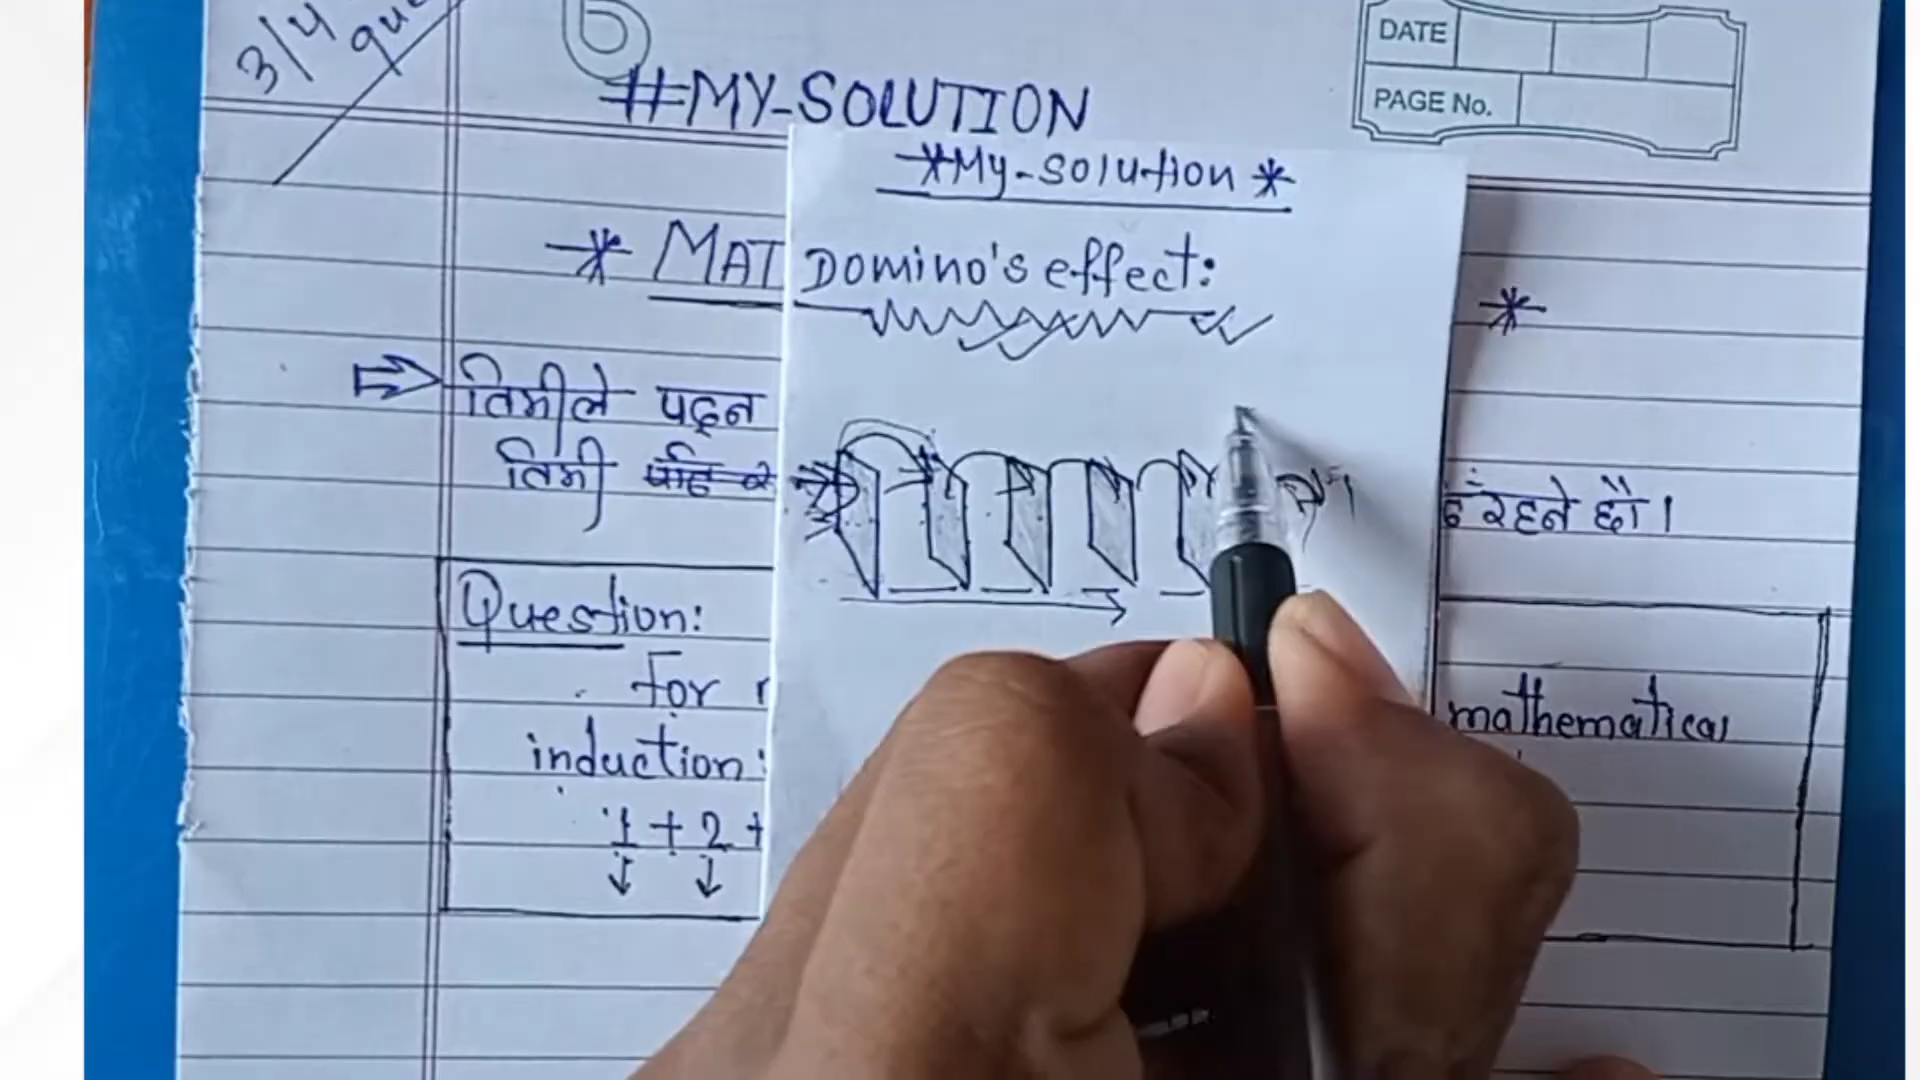 3/4
#MY-SOLUTION
DATE
PAGE No.
*My-solution*
* MAT
Domino's effect:
*
तिमीले पढ्न
तिमी
रहने छौ।
Question:
For
mathematical
induction:
1 + 2 +